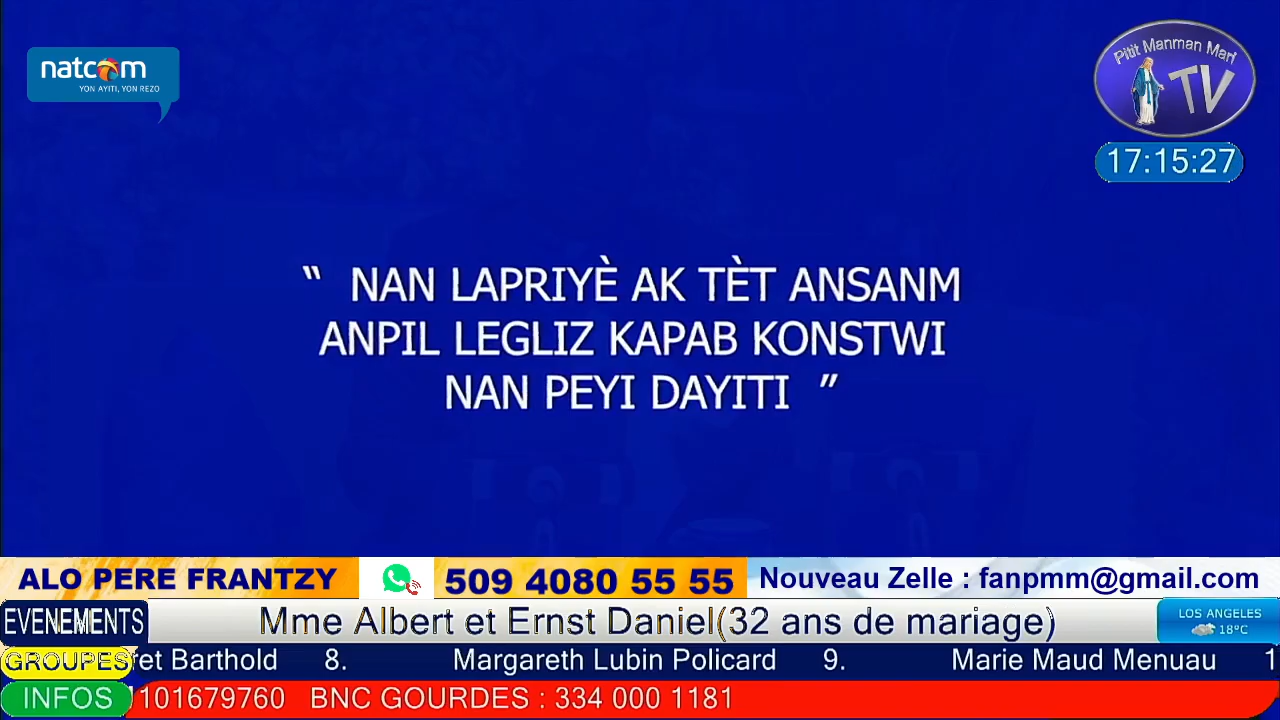 natcom
YON AYITI, YON REZO
Pitit Manman Mari
TV
17:15:27
“ NAN LAPRIYÈ AK TÈT ANSANM
ANPIL LEGLIZ KAPAB KONSTWI
NAN PEYI DAYITI ”
ALO PERE FRANTZY 509 4080 55 55 Nouveau Zelle : fanpmm@gmail.com
EVENEMENTS Mme Albert et Ernst Daniel(32 ans de mariage) LOS ANGELES
18°C
GROUPES ret Barthold 8. Margareth Lubin Policard 9. Marie Maud Menuau 1
INFOS 101679760 BNC GOURDES : 334 000 1181